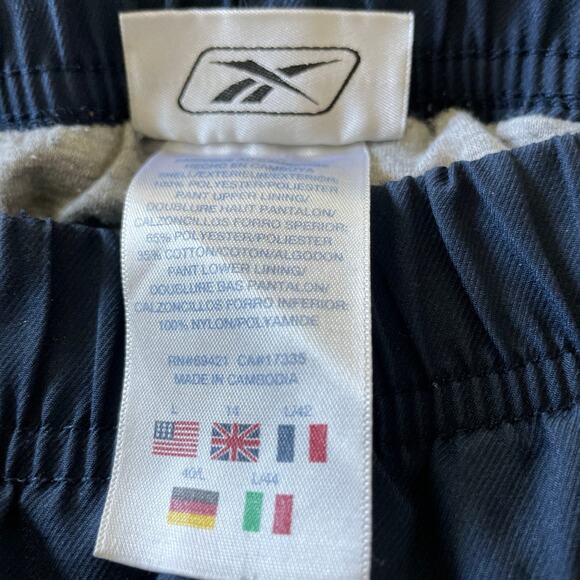 HECHO EN CAMBOYA
SHELL/EXTERIEUR/EXTERIOR:
100% POLYESTER/POLIESTER
PANT UPPER LINING/
DOUBLURE HAUT PANTALON/
CALZONCILLOS FORRO SPERIOR:
65% POLYESTER/POLIESTER
35% COTTON/COTON/ALGODON
PANT LOWER LINING/
DOUBLURE BAS PANTALON/
CALZONCILLOS FORRO INFERIOR:
100% NYLON/POLYAMIDE
RN#69421 CA#17335
MADE IN CAMBODIA
L 14 L/42
40/L L/44